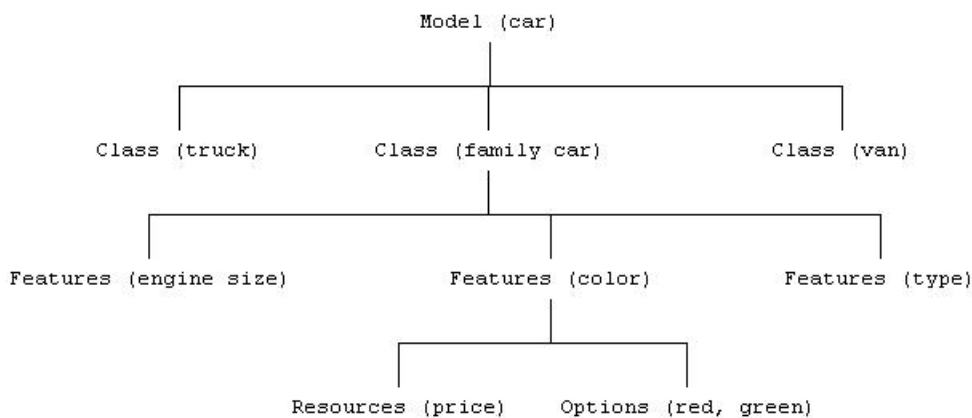 Model (car)
Class (truck) Class (family car) Class (van)
Features (engine size) Features (color) Features (type)
Resources (price) Options (red, green)